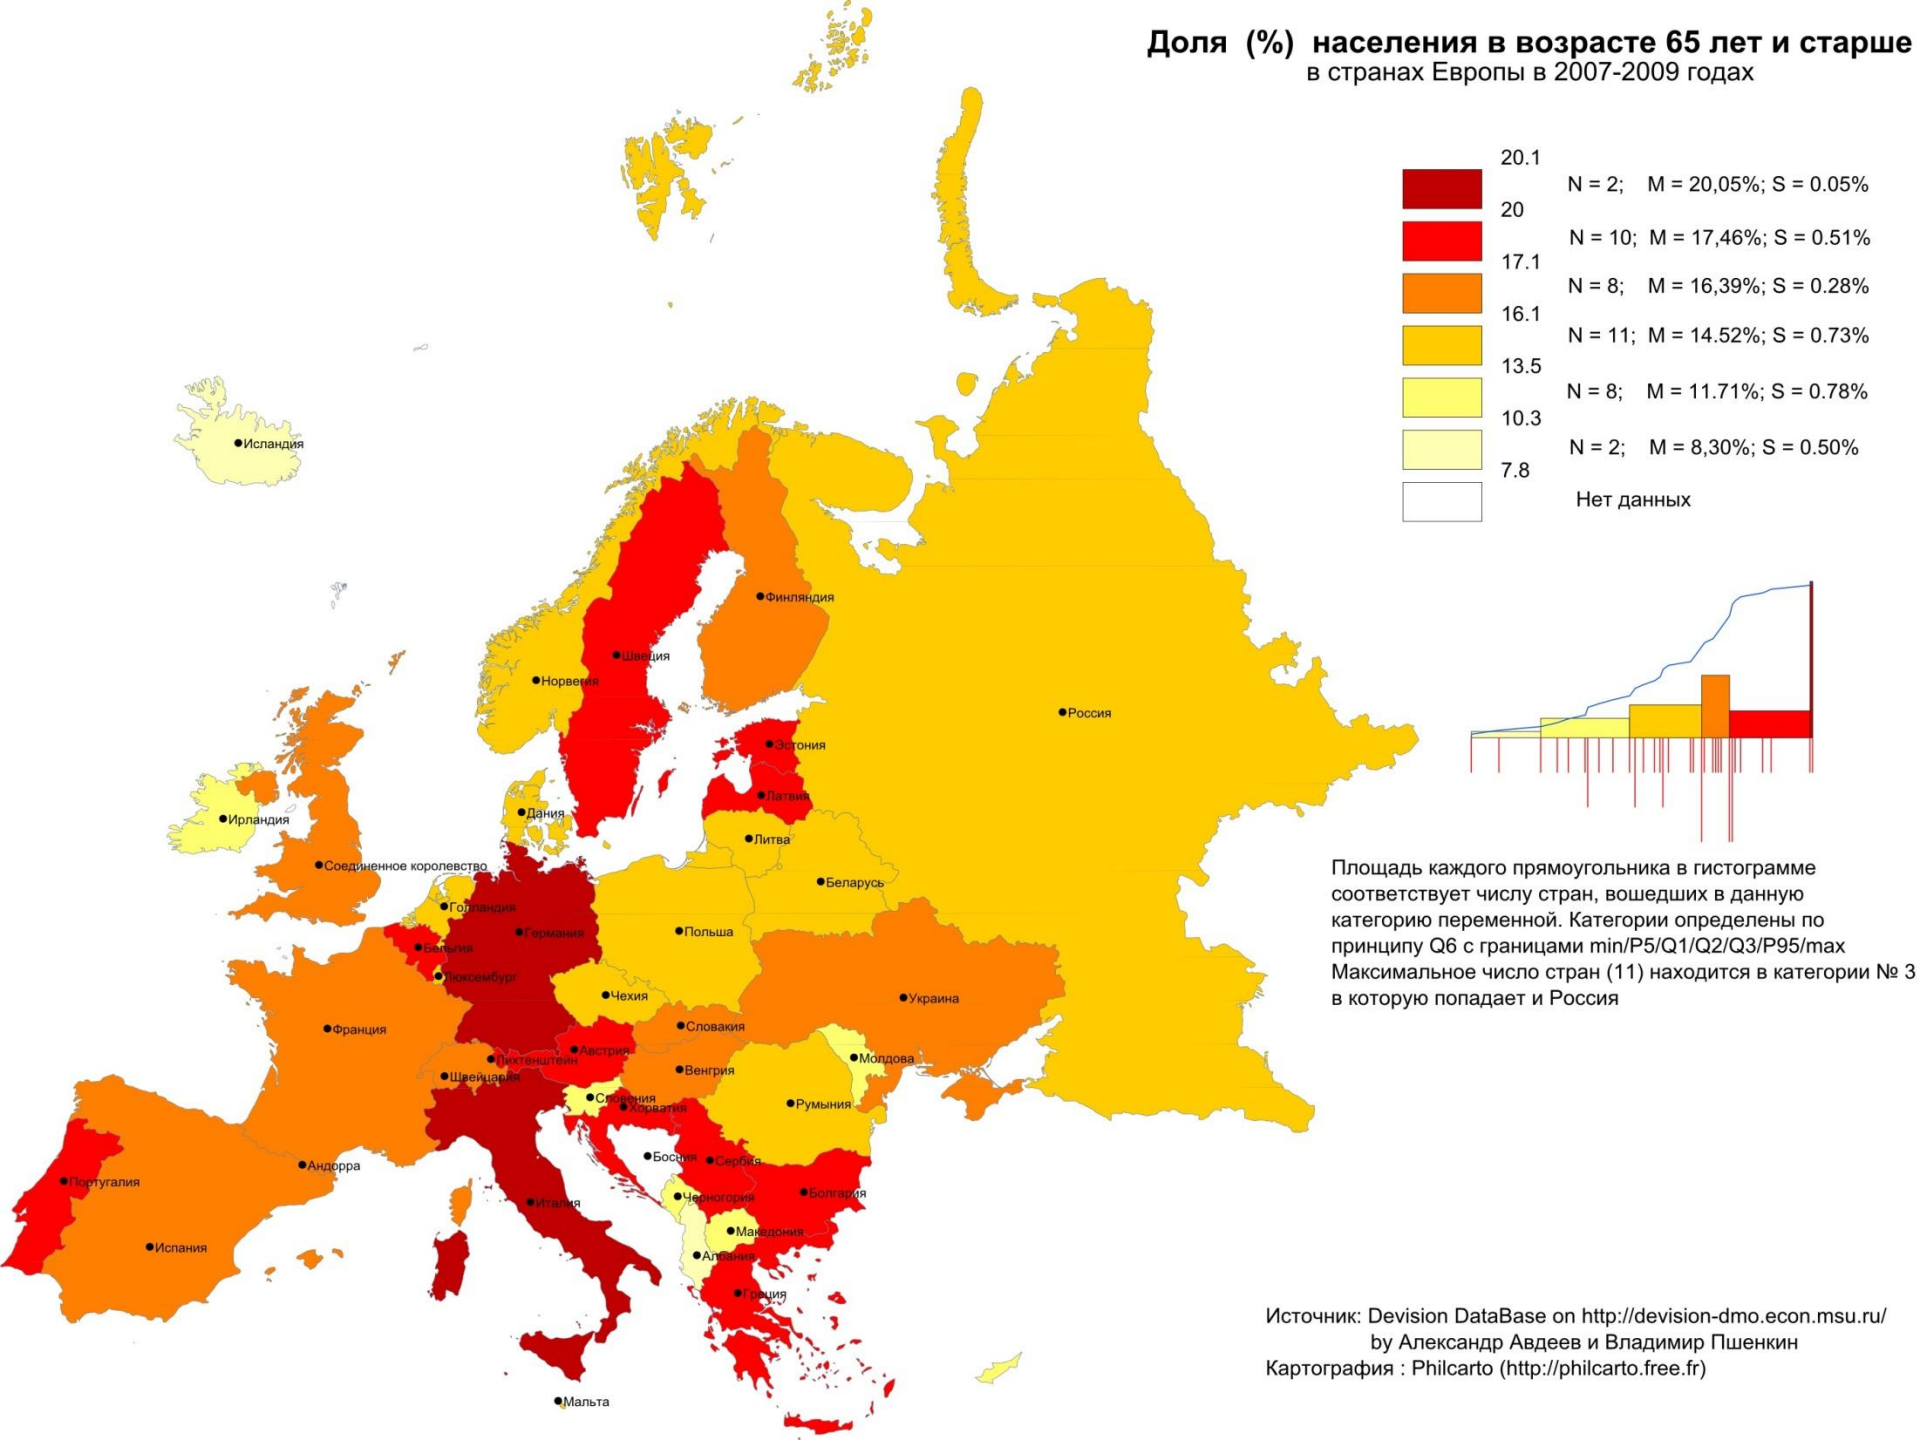 Доля (%) населения в возрасте 65 лет и старше
в странах Европы в 2007-2009 годах
20.1
N = 2; M = 20,05%; S = 0.05%
20
N = 10; M = 17,46%; S = 0.51%
17.1
N = 8; M = 16,39%; S = 0.28%
16.1
N = 11; M = 14.52%; S = 0.73%
13.5
N = 8; M = 11.71%; S = 0.78%
10.3
N = 2; M = 8,30%; S = 0.50%
7.8
Нет данных
Исландия
Финляндия
Швеция
Норвегия
Россия
Эстония
Латвия
Дания
Ирландия
Литва
Соединенное королевство
Беларусь
Голландия
Польша
Германия
Бельгия
Люксембург
Чехия
Украина
Словакия
Франция
Австрия
Лихтенштейн
Молдова
Венгрия
Швейцария
Словения
Румыния
Хорватия
Босния
Сербия
Андорра
Португалия
Болгария
Черногория
Италия
Македония
Испания
Албания
Греция
Мальта
Площадь каждого прямоугольника в гистограмме
соответствует числу стран, вошедших в данную
категорию переменной. Категории определены по
принципу Q6 с границами min/P5/Q1/Q2/Q3/P95/max
Максимальное число стран (11) находится в категории № 3
в которую попадает и Россия
Источник: Devision DataBase on http://devision-dmo.econ.msu.ru/
by Александр Авдеев и Владимир Пшенкин
Картография : Philcarto (http://philcarto.free.fr)